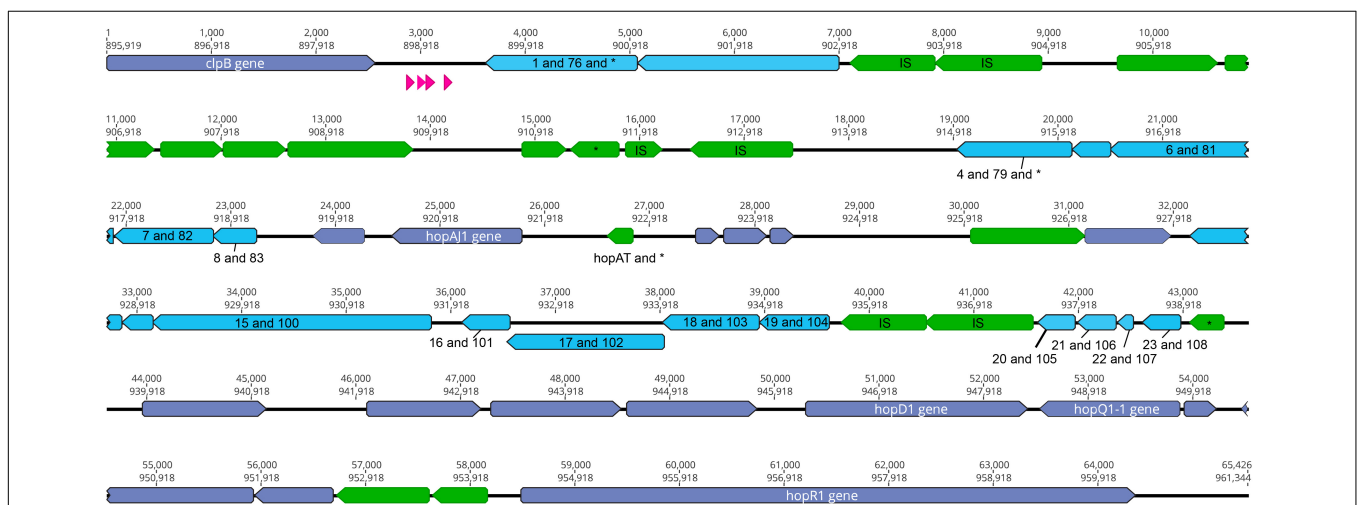 1 1,000 2,000 3,000 4,000 5,000 6,000 7,000 8,000 9,000 10,000
895,919 896,918 897,918 898,918 899,918 900,918 901,918 902,918 903,918 904,918 905,918
clpB gene 1 and 76 and * IS IS
11,000 12,000 13,000 14,000 15,000 16,000 17,000 18,000 19,000 20,000 21,000
906,918 907,918 908,918 909,918 910,918 911,918 912,918 913,918 914,918 915,918 916,918
* IS IS 6 and 81
4 and 79 and *
22,000 23,000 24,000 25,000 26,000 27,000 28,000 29,000 30,000 31,000 32,000
917,918 918,918 919,918 920,918 921,918 922,918 923,918 924,918 925,918 926,918 927,918
7 and 82 hopAJ1 gene
8 and 83 hopAT and *
33,000 34,000 35,000 36,000 37,000 38,000 39,000 40,000 41,000 42,000 43,000
928,918 929,918 930,918 931,918 932,918 933,918 934,918 935,918 936,918 937,918 938,918
15 and 100 18 and 103 19 and 104 IS IS *
16 and 101 17 and 102 20 and 105 21 and 106 22 and 107 23 and 108
44,000 45,000 46,000 47,000 48,000 49,000 50,000 51,000 52,000 53,000 54,000
939,918 940,918 941,918 942,918 943,918 944,918 945,918 946,918 947,918 948,918 949,918
hopD1 gene hopQ1-1 gene
55,000 56,000 57,000 58,000 59,000 60,000 61,000 62,000 63,000 64,000 65,426
950,918 951,918 952,918 953,918 954,918 955,918 956,918 957,918 958,918 959,918 961,344
hopR1 gene